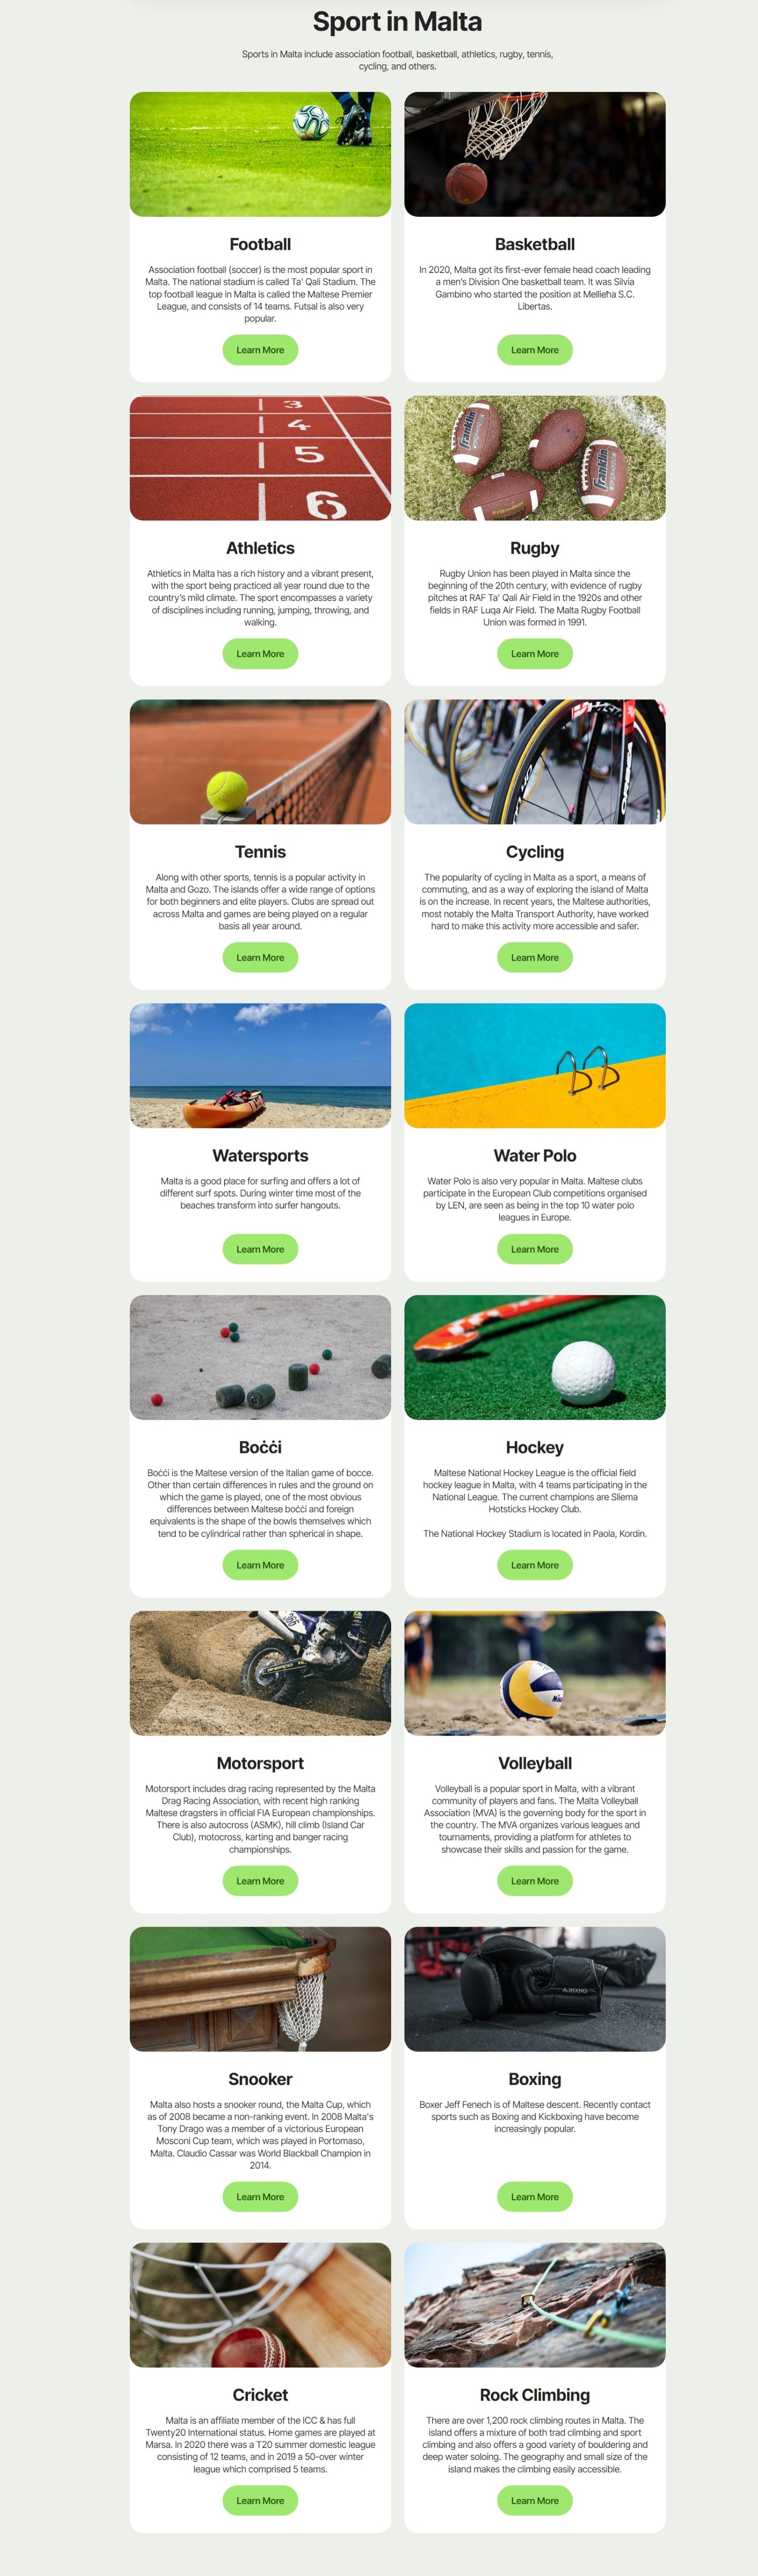 Sport in Malta
Sports in Malta include association football, basketball, athletics, rugby, tennis,
cycling, and others.
Football
Association football (soccer) is the most popular sport in
Malta. The national stadium is called Ta' Qali Stadium. The
top football league in Malta is called the Maltese Premier
League, and consists of 14 teams. Futsal is also very
popular.
Learn More
Basketball
In 2020, Malta got its first-ever female head coach leading
a men's Division One basketball team. It was Silvia
Gambino who started the position at Mellieħa S.C.
Libertas.
Learn More
3
4
5
6
Franklin
Franklin
Athletics
Athletics in Malta has a rich history and a vibrant present,
with the sport being practiced all year round due to the
country's mild climate. The sport encompasses a variety
of disciplines including running, jumping, throwing, and
walking.
Learn More
Rugby
Rugby Union has been played in Malta since the
beginning of the 20th century, with evidence of rugby
pitches at RAF Ta' Qali Air Field in the 1920s and other
fields in RAF Luqa Air Field. The Malta Rugby Football
Union was formed in 1991.
Learn More
Tennis
Along with other sports, tennis is a popular activity in
Malta and Gozo. The islands offer a wide range of options
for both beginners and elite players. Clubs are spread out
across Malta and games are being played on a regular
basis all year around.
Learn More
Cycling
The popularity of cycling in Malta as a sport, a means of
commuting, and as a way of exploring the island of Malta
is on the increase. In recent years, the Maltese authorities,
most notably the Malta Transport Authority, have worked
hard to make this activity more accessible and safer.
Learn More
Watersports
Malta is a good place for surfing and offers a lot of
different surf spots. During winter time most of the
beaches transform into surfer hangouts.
Learn More
Water Polo
Water Polo is also very popular in Malta. Maltese clubs
participate in the European Club competitions organised
by LEN, are seen as being in the top 10 water polo
leagues in Europe.
Learn More
Boċċi
Boċċi is the Maltese version of the Italian game of bocce.
Other than certain differences in rules and the ground on
which the game is played, one of the most obvious
differences between Maltese boċċi and foreign
equivalents is the shape of the bowls themselves which
tend to be cylindrical rather than spherical in shape.
Learn More
Hockey
Maltese National Hockey League is the official field
hockey league in Malta, with 4 teams participating in the
National League. The current champions are Sliema
Hotsticks Hockey Club.
The National Hockey Stadium is located in Paola, Kordin.
Learn More
Motorsport
Motorsport includes drag racing represented by the Malta
Drag Racing Association, with recent high ranking
Maltese dragsters in official FIA European championships.
There is also autocross (ASMK), hill climb (Island Car
Club), motocross, karting and banger racing
championships.
Learn More
Volleyball
Volleyball is a popular sport in Malta, with a vibrant
community of players and fans. The Malta Volleyball
Association (MVA) is the governing body for the sport in
the country. The MVA organizes various leagues and
tournaments, providing a platform for athletes to
showcase their skills and passion for the game.
Learn More
Snooker
Malta also hosts a snooker round, the Malta Cup, which
as of 2008 became a non-ranking event. In 2008 Malta's
Tony Drago was a member of a victorious European
Mosconi Cup team, which was played in Portomaso,
Malta. Claudio Cassar was World Blackball Champion in
2014.
Learn More
Boxing
Boxer Jeff Fenech is of Maltese descent. Recently contact
sports such as Boxing and Kickboxing have become
increasingly popular.
Learn More
Cricket
Malta is an affiliate member of the ICC & has full
Twenty20 International status. Home games are played at
Marsa. In 2020 there was a T20 summer domestic league
consisting of 12 teams, and in 2019 a 50-over winter
league which comprised 5 teams.
Learn More
Rock Climbing
There are over 1,200 rock climbing routes in Malta. The
island offers a mixture of both trad climbing and sport
climbing and also offers a good variety of bouldering and
deep water soloing. The geography and small size of the
island makes the climbing easily accessible.
Learn More